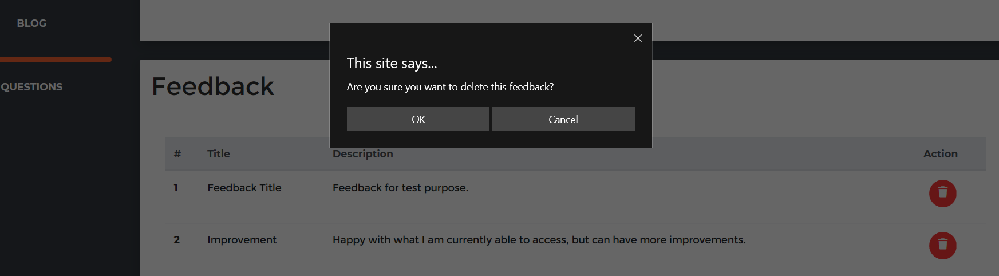 BLOG
QUESTIONS
This site says...
Are you sure you want to delete this feedback?
OK Cancel
Feedback
# Title Description Action
1 Feedback Title Feedback for test purpose.
2 Improvement Happy with what I am currently able to access, but can have more improvements.